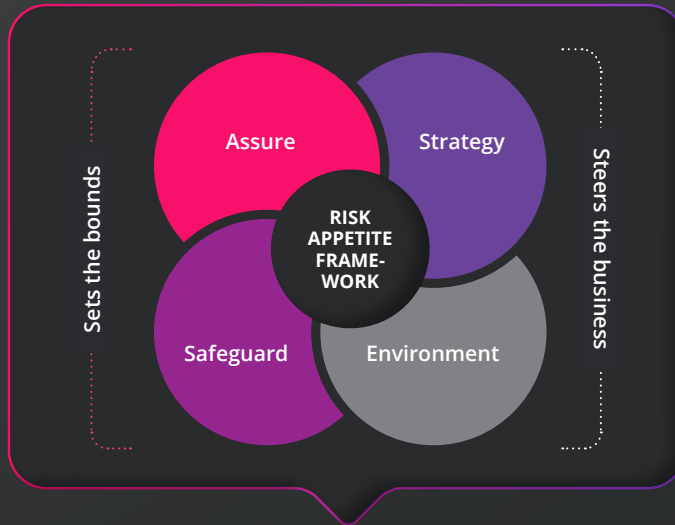 Assure
Strategy
Sets the bounds
RISK
APPETITE
FRAME-
WORK
Steers the business
Safeguard
Environment